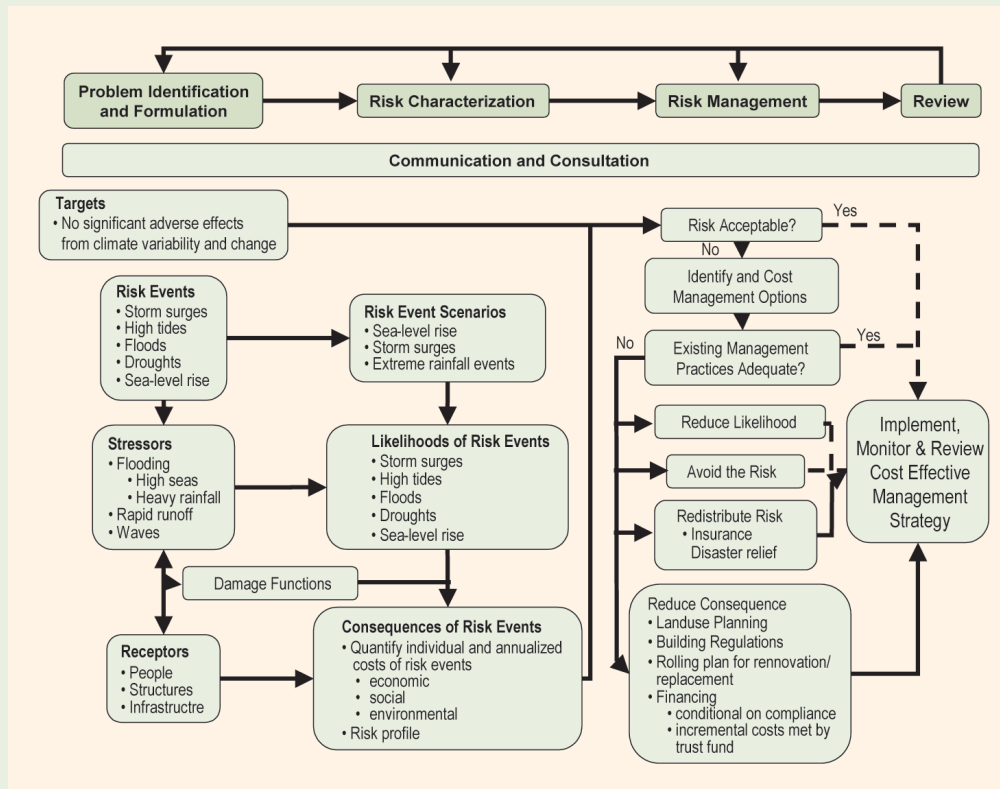 Problem Identification
and Formulation
Risk Characterization
Risk Management
Review
Communication and Consultation
Targets
• No significant adverse effects
from climate variability and change
Risk Events
• Storm surges
• High tides
• Floods
• Droughts
• Sea-level rise
Risk Event Scenarios
• Sea-level rise
• Storm surges
• Extreme rainfall events
Stressors
• Flooding
• High seas
• Heavy rainfall
• Rapid runoff
• Waves
Likelihoods of Risk Events
• Storm surges
• High tides
• Floods
• Droughts
• Sea-level rise
Damage Functions
Receptors
• People
• Structures
• Infrastructre
Consequences of Risk Events
• Quantify individual and annualized
costs of risk events
• economic
• social
• environmental
• Risk profile
Risk Acceptable?
Yes
No
Identify and Cost
Management Options
Existing Management
Practices Adequate?
Yes
No
Reduce Likelihood
Avoid the Risk
Redistribute Risk
• Insurance
Disaster relief
Reduce Consequence
• Landuse Planning
• Building Regulations
• Rolling plan for rennovation/
replacement
• Financing
• conditional on compliance
• incremental costs met by
trust fund
Implement,
Monitor & Review
Cost Effective
Management
Strategy